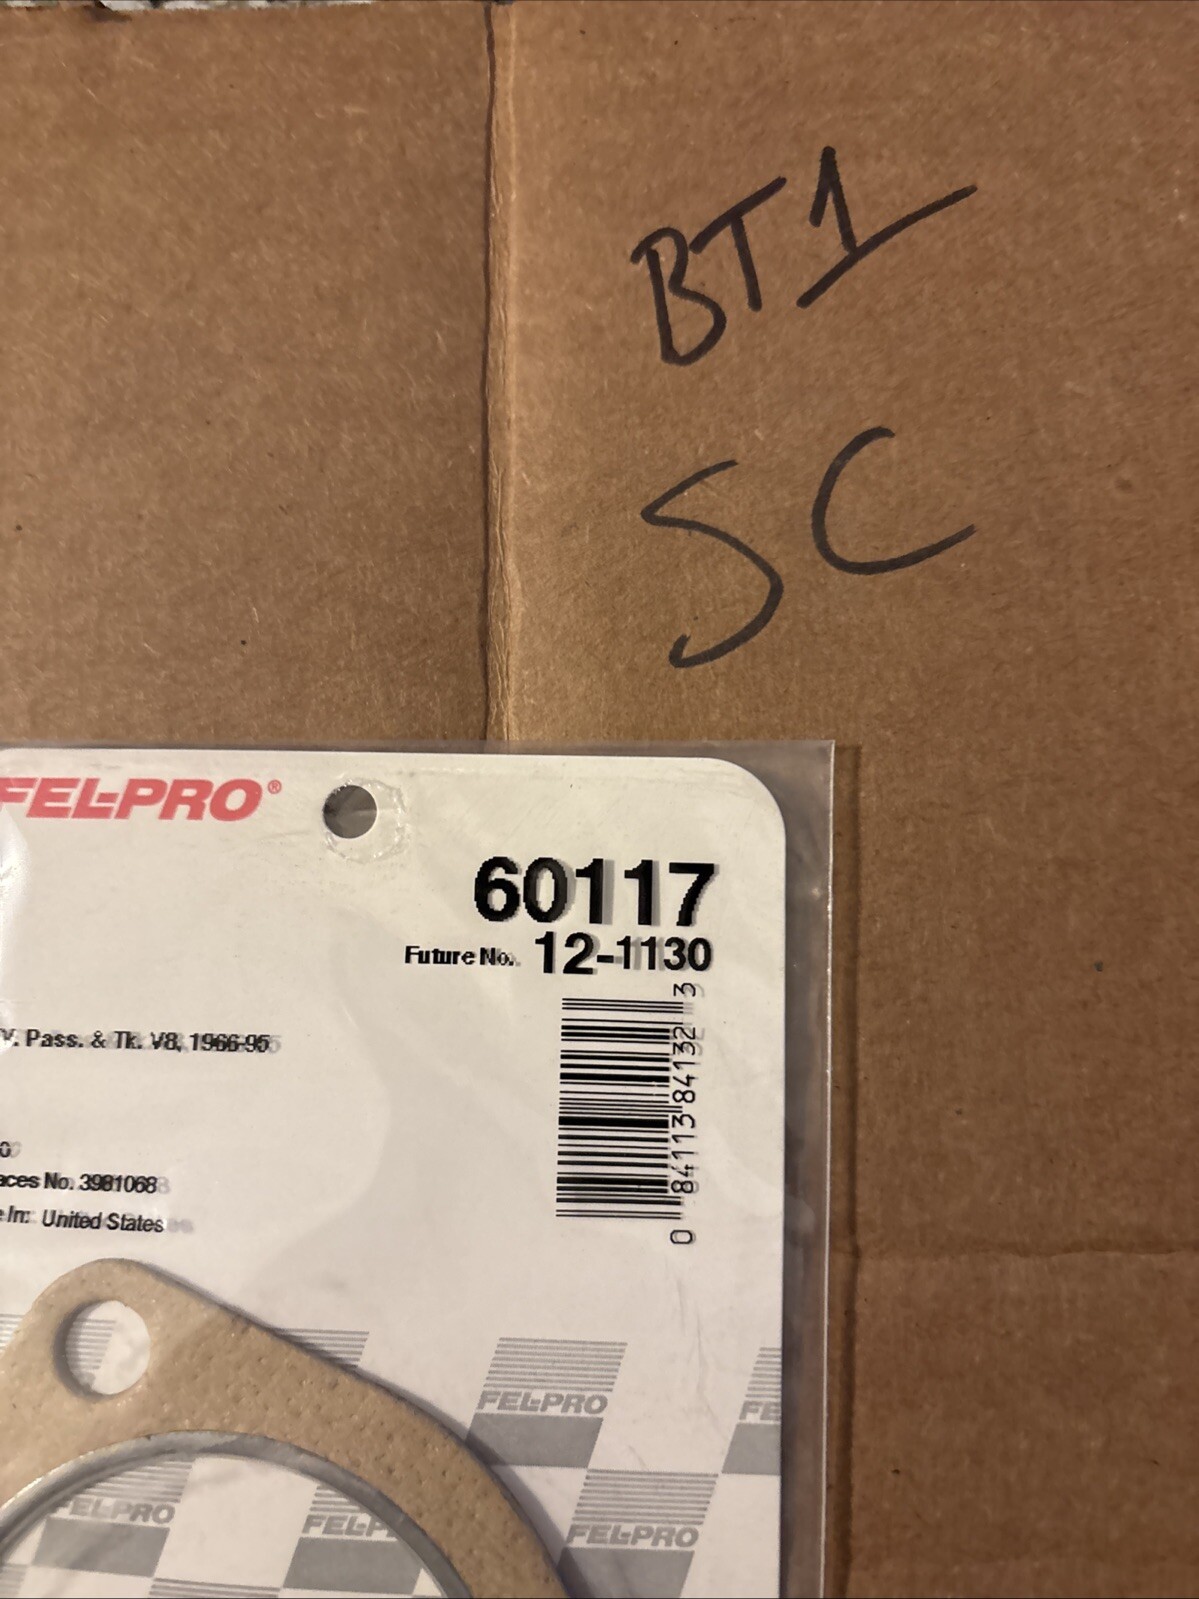 BT1
SC
FEL-PRO®
60117
Future No. 12-1130
V. Pass. & Tk. V8, 1966-95
aces No. 3981068
e In: United States
0 84113 84132 3
FEL-PRO
FE
FEL-PRO
FEL-P
FEL-PRO